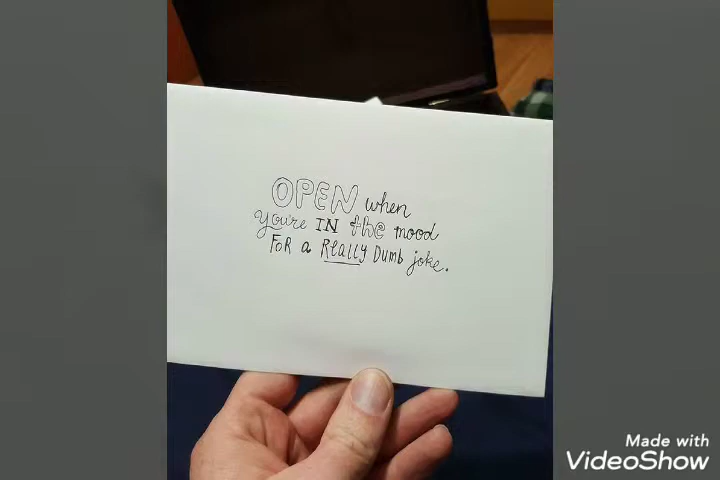 OPEN when
you're IN the mood
FOR a REALLY DUMB joke.
Made with
VideoShow